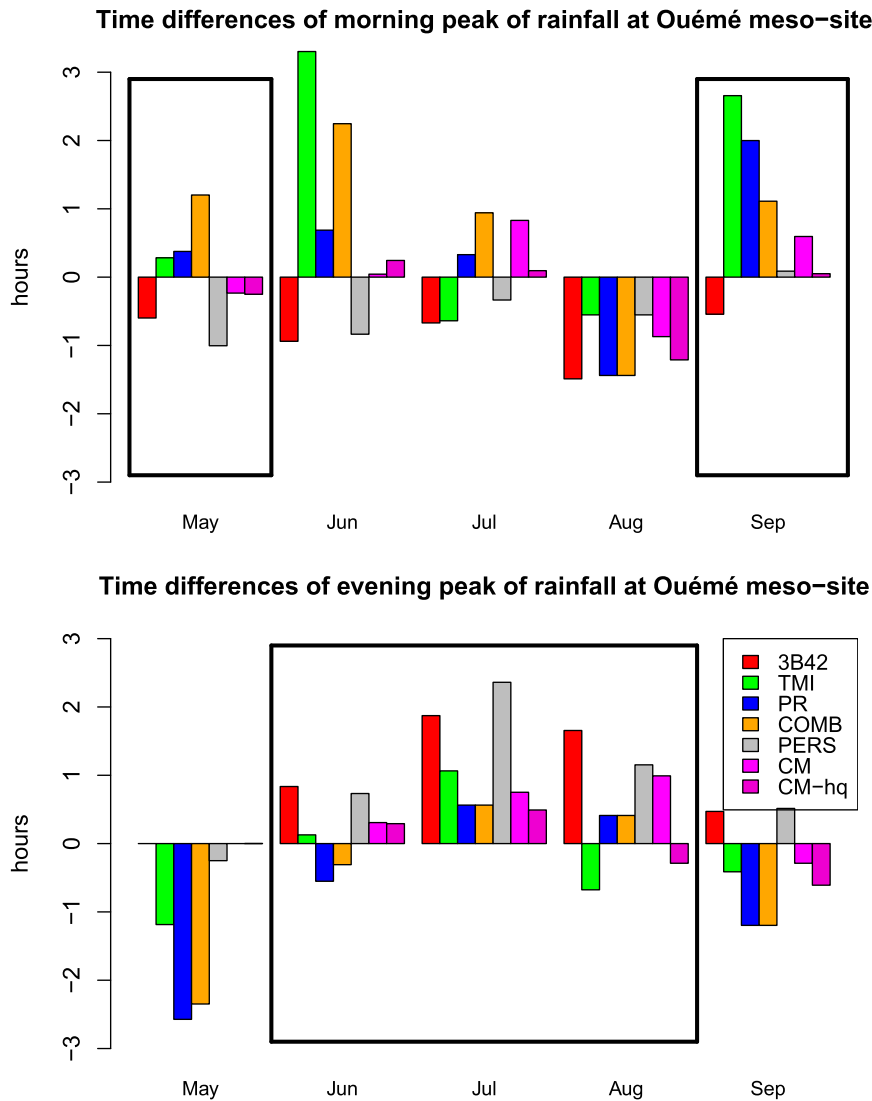 Time differences of morning peak of rainfall at Ouémé meso−site
3
2
1
0
−1
−2
−3
hours
May Jun Jul Aug Sep
Time differences of evening peak of rainfall at Ouémé meso−site
3
2
1
0
−1
−2
−3
hours
3B42
TMI
PR
COMB
PERS
CM
CM−hq
May Jun Jul Aug Sep